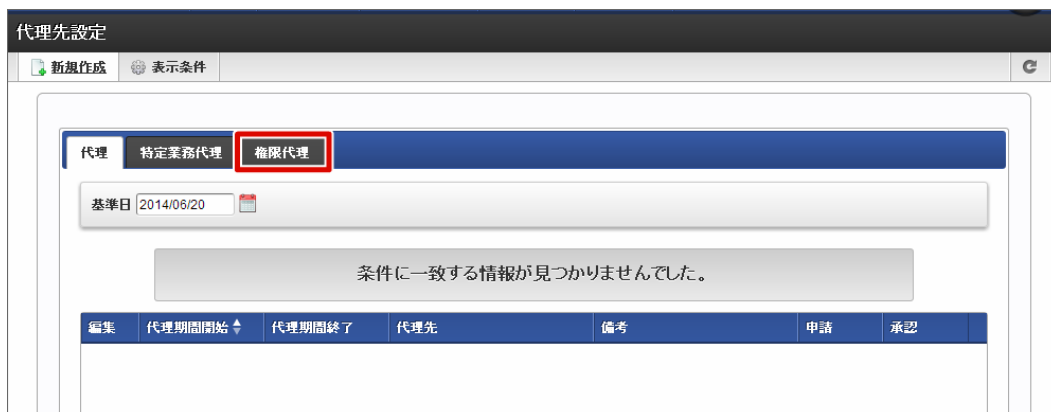 代理先設定
新規作成 表示条件
代理 特定業務代理 権限代理
基準日 2014/06/20
条件に一致する情報が見つかりませんでした。
編集 代理期間開始 代理期間終了 代理先 備考 申請 承認